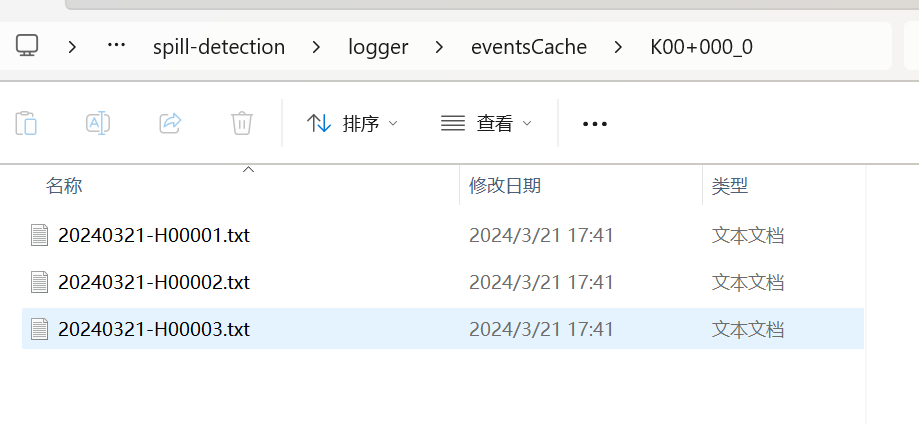 … spill-detection logger eventsCache K00+000_0
排序 查看 …
名称 修改日期 类型
20240321-H00001.txt 2024/3/21 17:41 文本文档
20240321-H00002.txt 2024/3/21 17:41 文本文档
20240321-H00003.txt 2024/3/21 17:41 文本文档